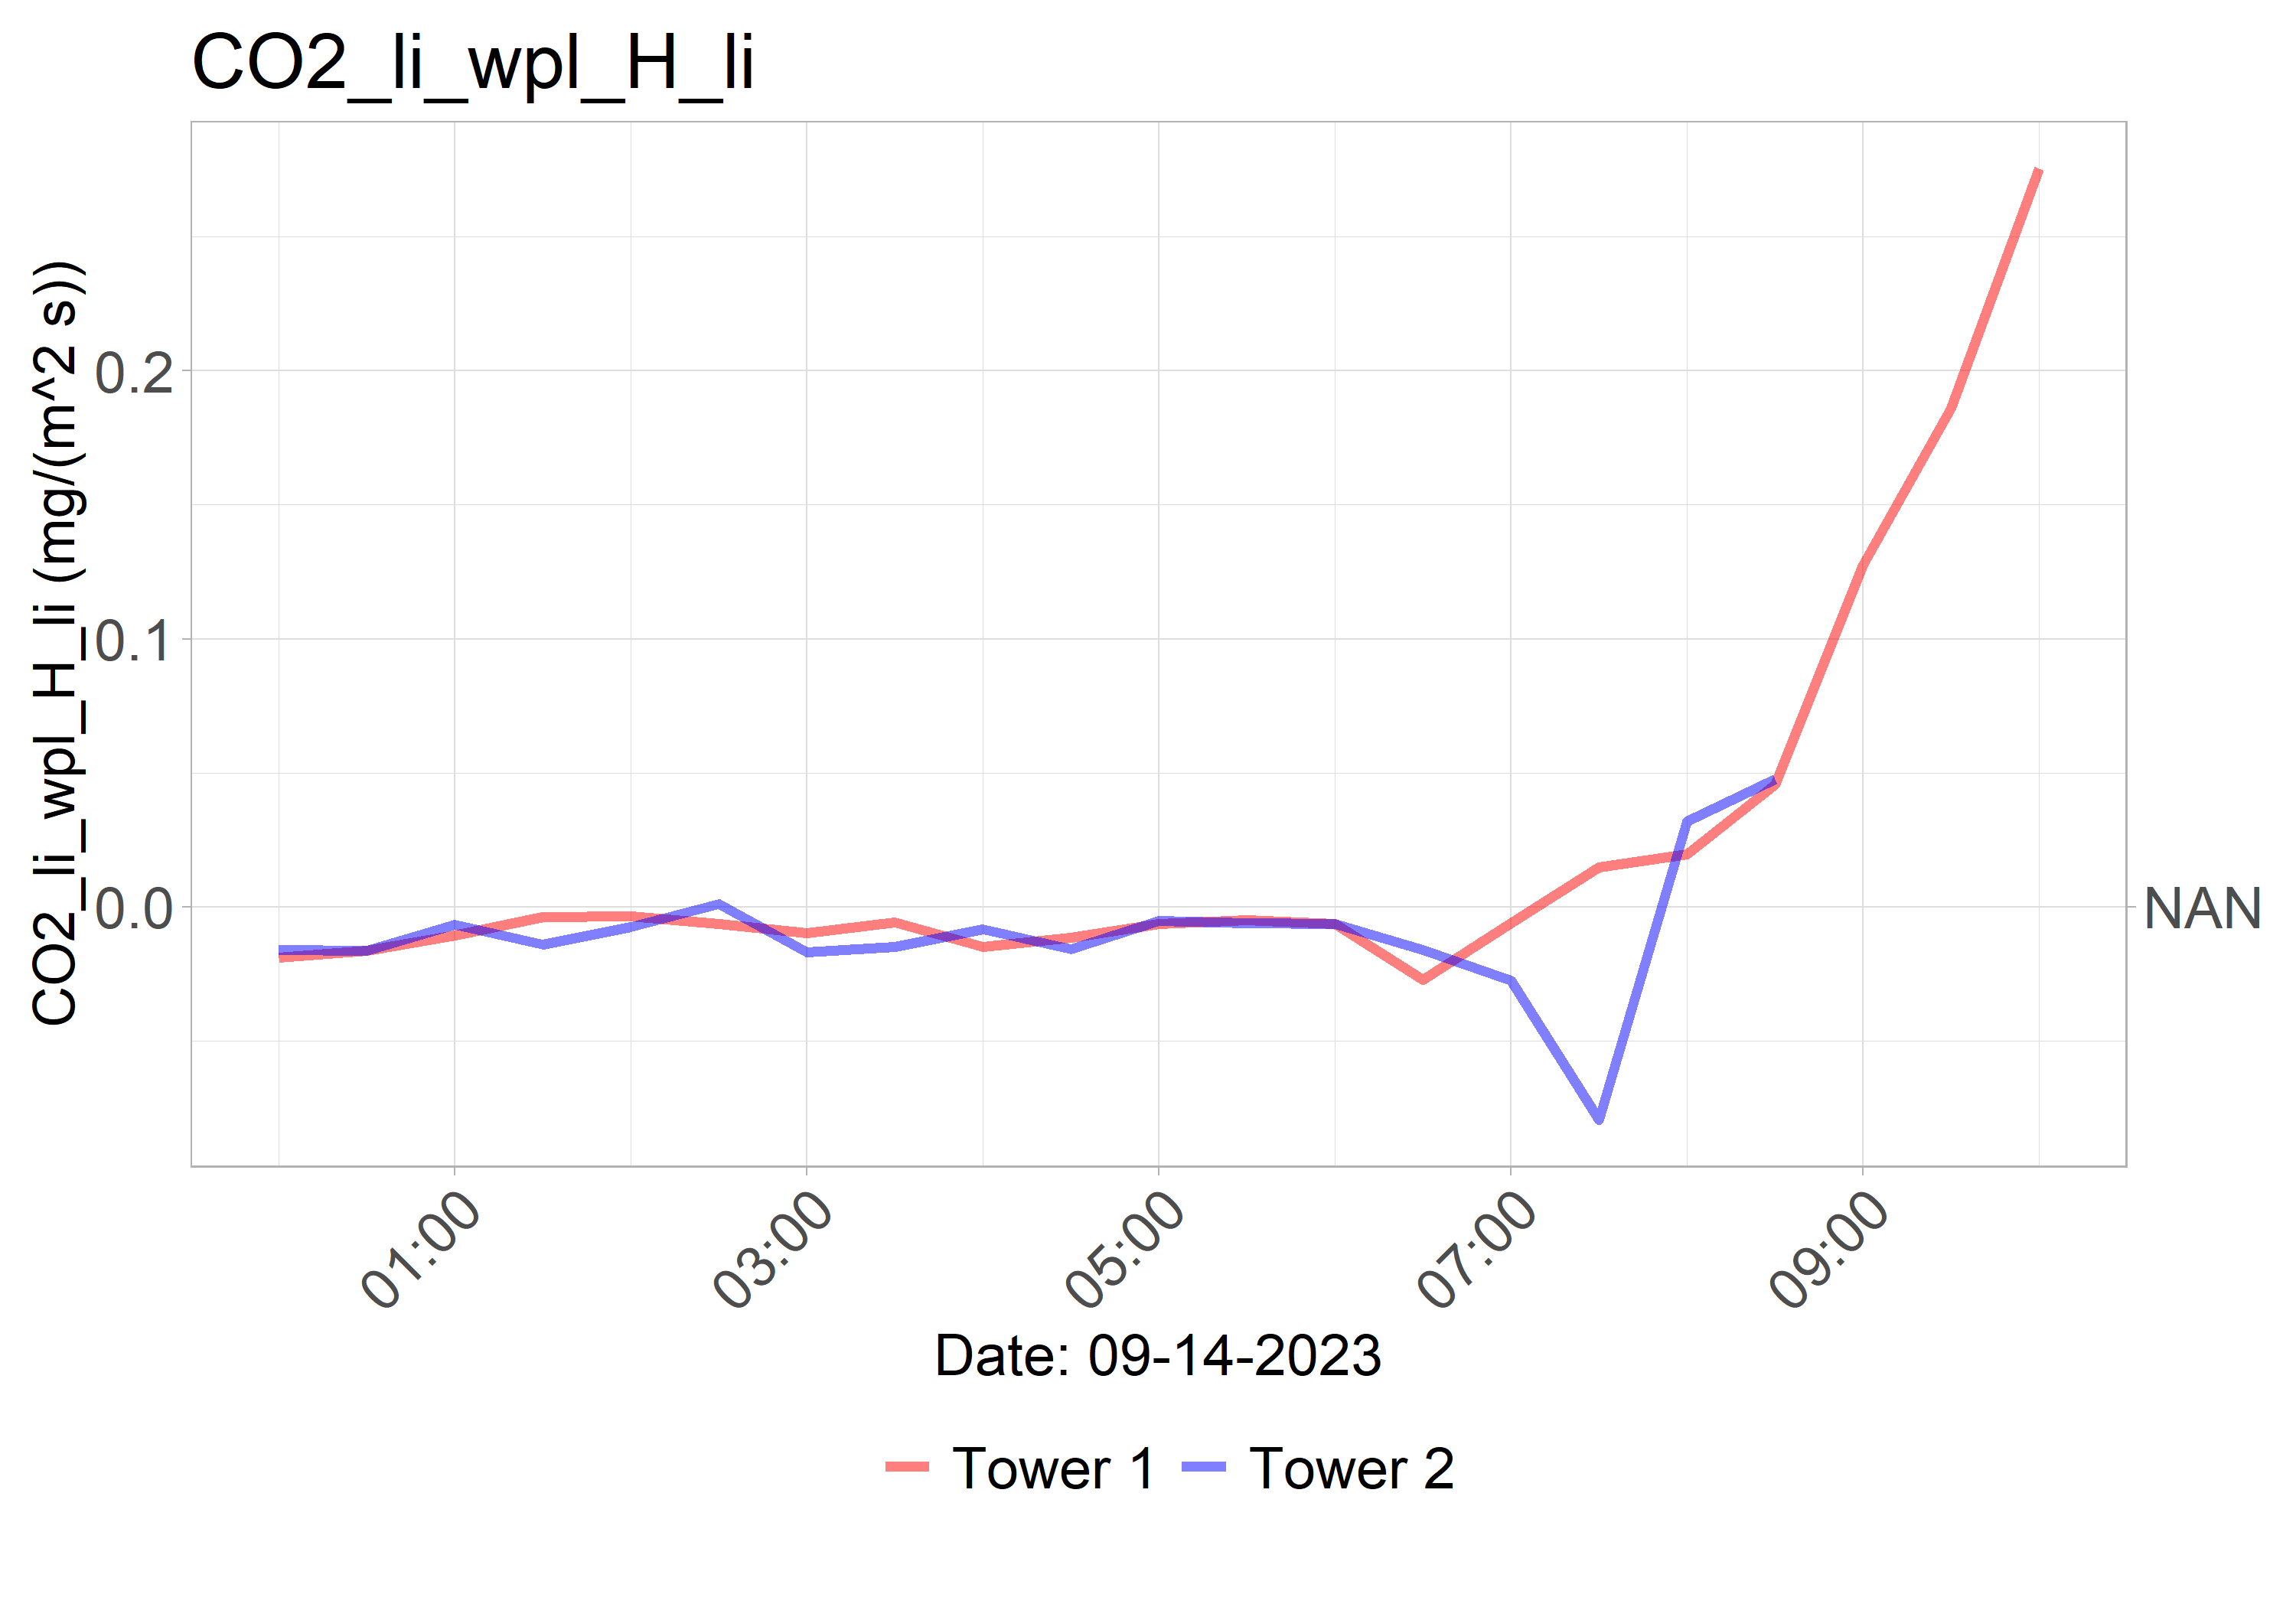 CO2_li_wpl_H_li
CO2_li_wpl_H_li (mg/(m^2 s))
0.2
0.1
0.0
NAN
01:00
03:00
05:00
07:00
09:00
Date: 09-14-2023
Tower 1
Tower 2